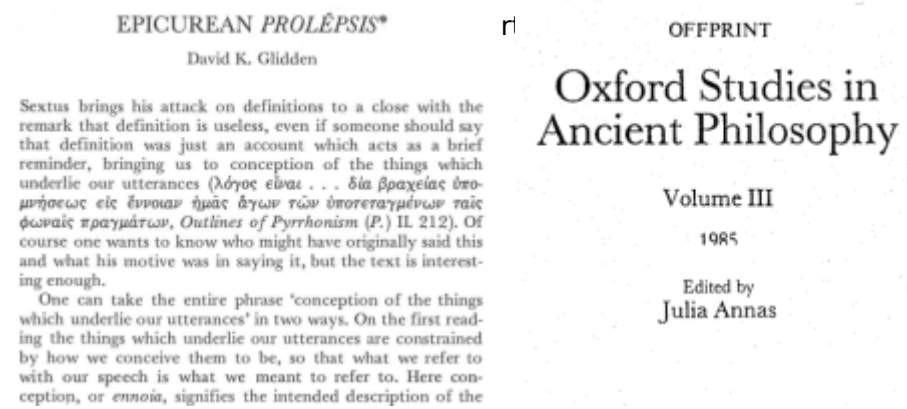 EPICUREAN PROLĒPSIS*
David K. Glidden
Sextus brings his attack on definitions to a close with the
remark that definition is useless, even if someone should say
that definition was just an account which acts as a brief
reminder, bringing us to conception of the things which
underlie our utterances (λόγος εἶναι . . . δία βραχείας ὑπο-
μνήσεως εἰς ἔννοιαν ἡμᾶς ἄγων τῶν ὑποτεταγμένων ταῖς
φωναῖς πραγμάτων, Outlines of Pyrrhonism (P.) II. 212). Of
course one wants to know who might have originally said this
and what his motive was in saying it, but the text is interest-
ing enough.
One can take the entire phrase ‘conception of the things
which underlie our utterances’ in two ways. On the first read-
ing the things which underlie our utterances are constrained
by how we conceive them to be, so that what we refer to
with our speech is what we meant to refer to. Here con-
ception, or ennoia, signifies the intended description of the
OFFPRINT
Oxford Studies in
Ancient Philosophy
Volume III
1985
Edited by
Julia Annas